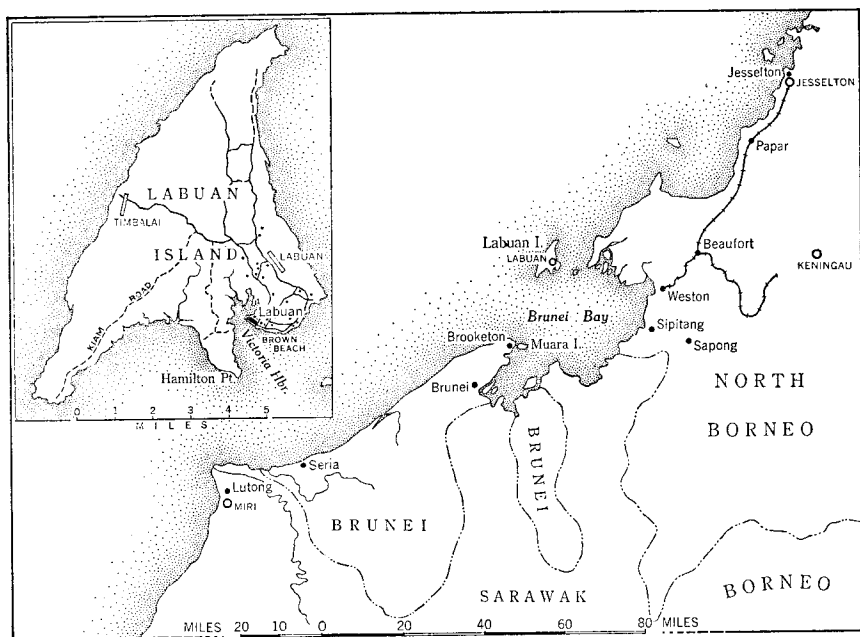 LABUAN
TIMBALAI
ISLAND
LABUAN
KIAM ROAD
Labuan
BROWN
BEACH
Victoria Hbr.
Hamilton Pt.
0 1 2 3 4 5
MILES
Jesselton
JESSELTON
Papar
Labuan I.
LABUAN
Beaufort
KENINGAU
Weston
Brunei Bay
Sipitang
Brooketon
Muara I.
Sapong
Brunei
NORTH
BORNEO
BRUNEI
Seria
Lutong
MIRI
BRUNEI
SARAWAK
BORNEO
MILES 20 0 20 40 60 80 MILES